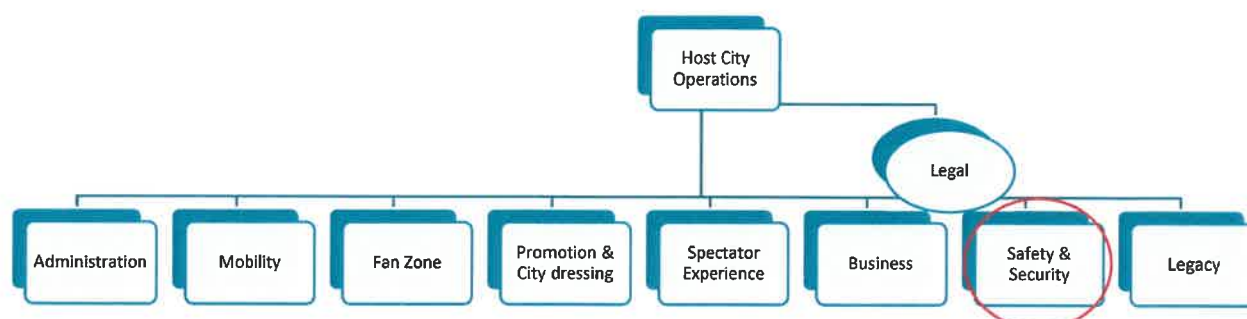 Host City
Operations
Legal
Administration
Mobility
Fan Zone
Promotion &
City dressing
Spectator
Experience
Business
Safety &
Security
Legacy